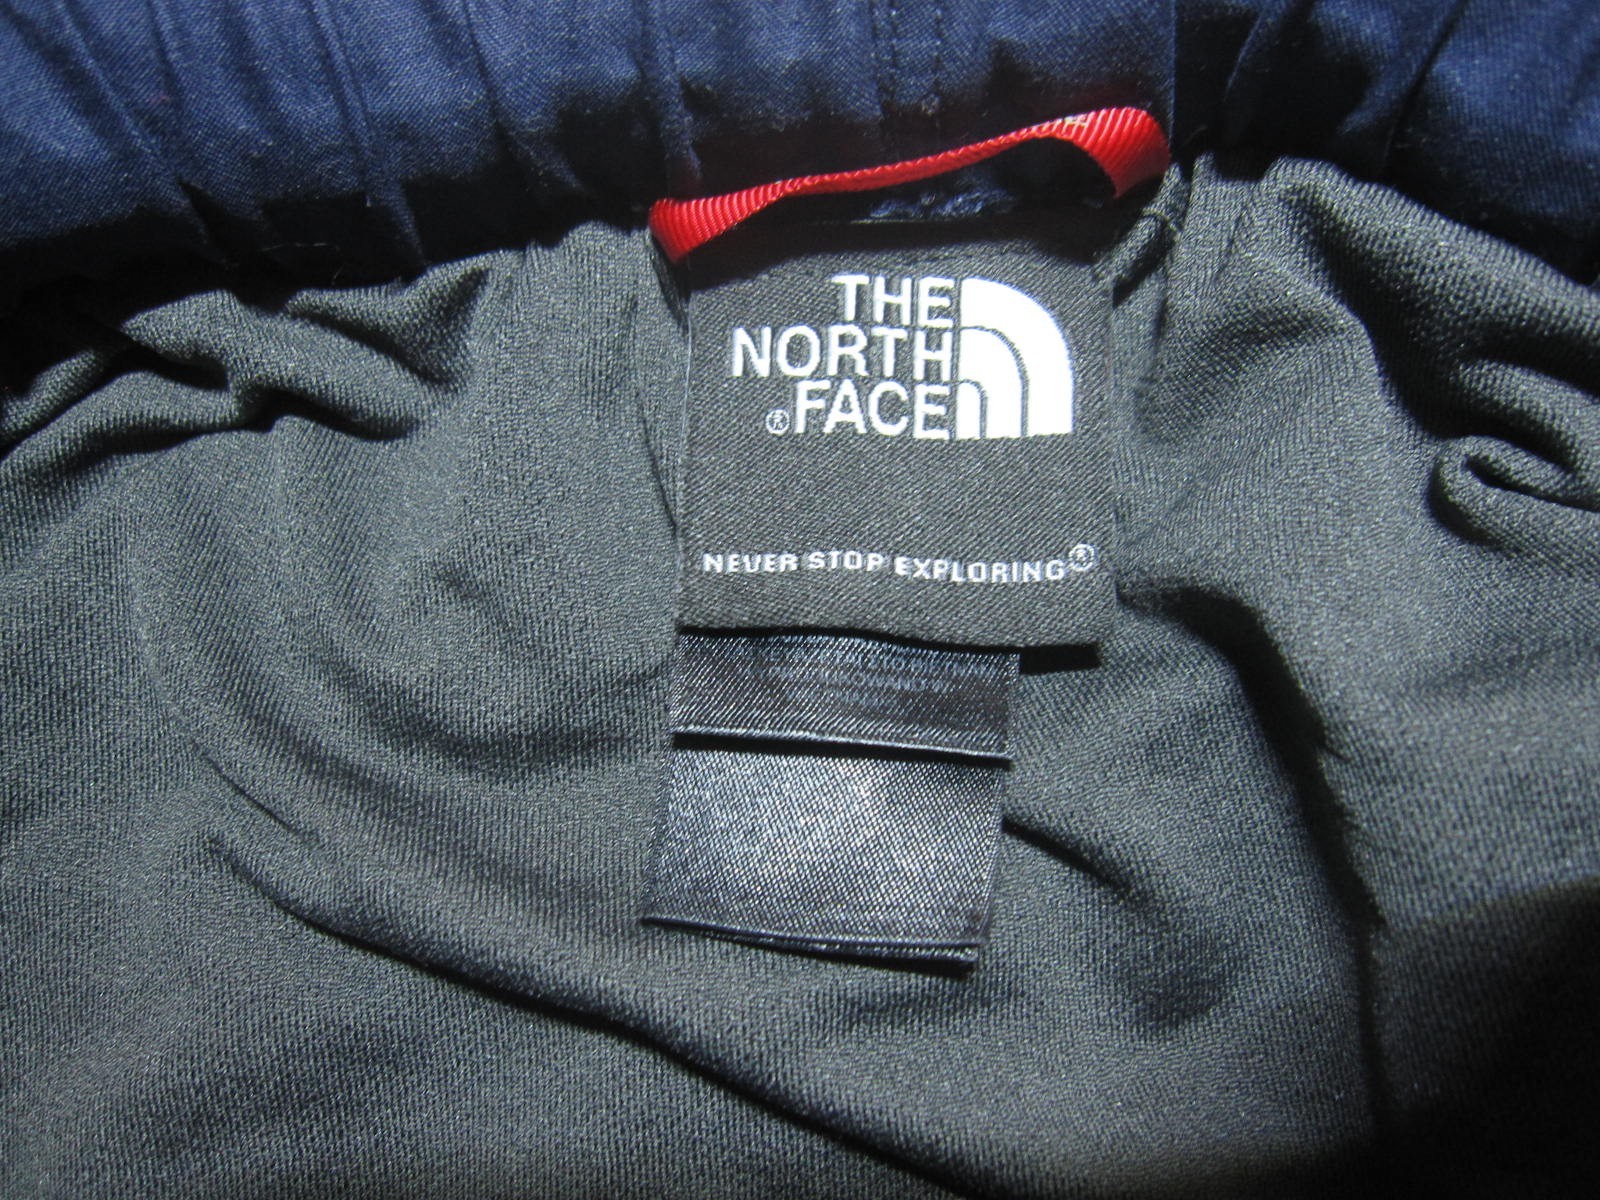 THE
NORTH
®FACE
NEVER STOP EXPLORING®